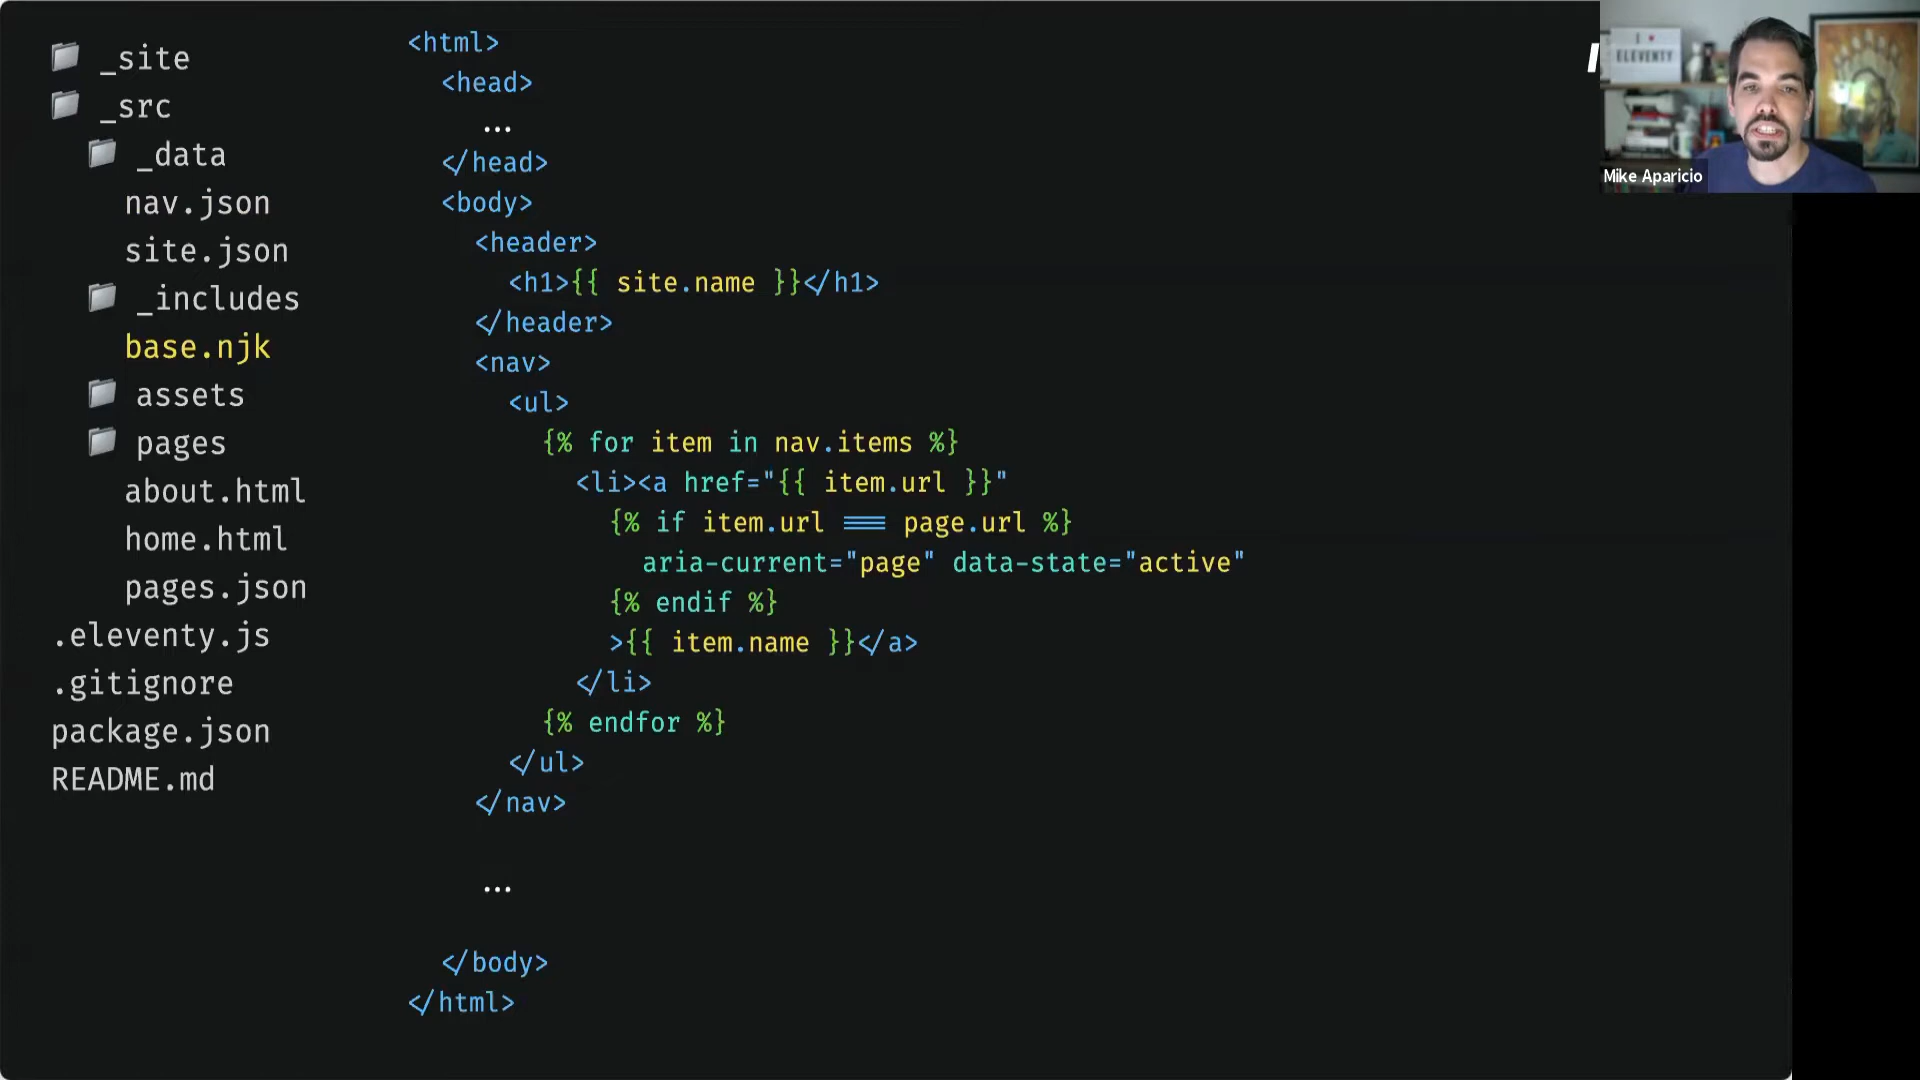 _site
_src
_data
nav.json
site.json
_includes
base.njk
assets
pages
about.html
home.html
pages.json
.eleventy.js
.gitignore
package.json
README.md
<html>
<head>
...
</head>
<body>
<header>
<h1>{{ site.name }}</h1>
</header>
<nav>
<ul>
{% for item in nav.items %}
<li><a href="{{ item.url }}"
{% if item.url === page.url %}
aria-current="page" data-state="active"
{% endif %}
>{{ item.name }}</a>
</li>
{% endfor %}
</ul>
</nav>
...
</body>
</html>
I ♥
ELEVENTY
Mike Aparicio